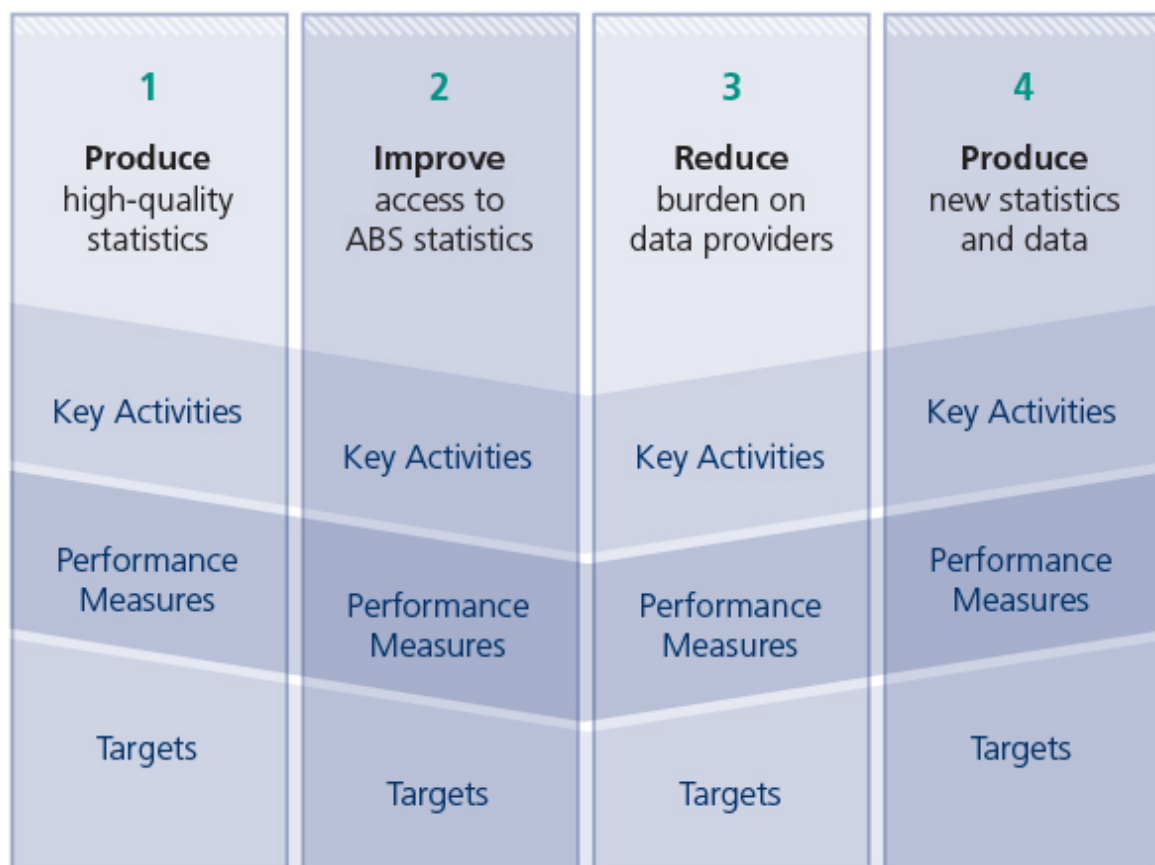 1
Produce
high-quality
statistics
Key Activities
Performance
Measures
Targets
2
Improve
access to
ABS statistics
Key Activities
Performance
Measures
Targets
3
Reduce
burden on
data providers
Key Activities
Performance
Measures
Targets
4
Produce
new statistics
and data
Key Activities
Performance
Measures
Targets